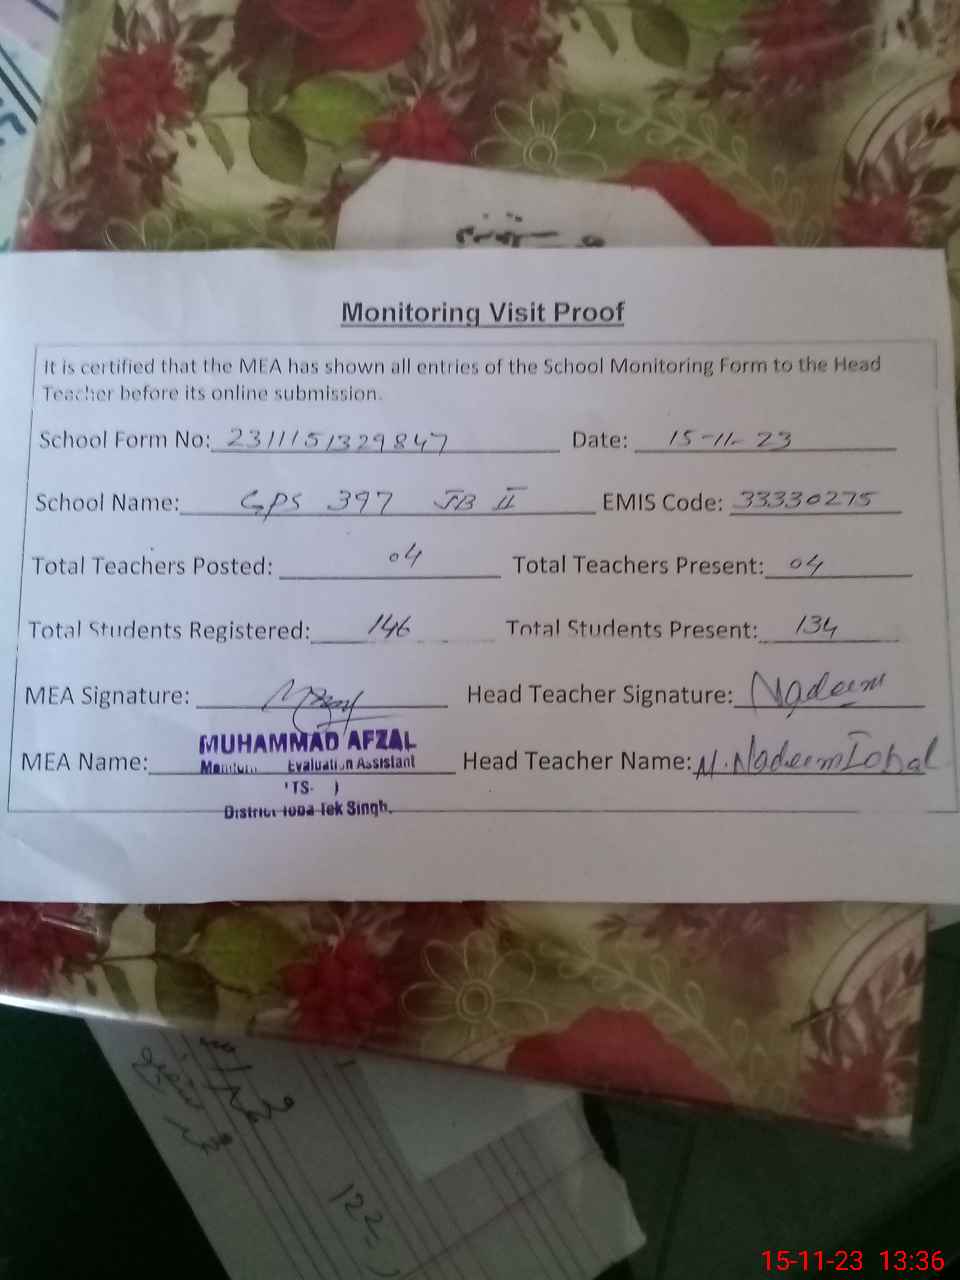 Monitoring Visit Proof
It is certified that the MEA has shown all entries of the School Monitoring Form to the Head
Teacher before its online submission.
School Form No: 2311151329847 Date: 15-11-23
School Name: GPS 397 JB II EMIS Code: 33330275
Total Teachers Posted: 04 Total Teachers Present: 04
Total Students Registered: 146 Total Students Present: 134
MEA Signature: Head Teacher Signature: Nadeem
MEA Name: MUHAMMAD AFZAL Head Teacher Name: M. Nadeem Iqbal
Evaluation Assistant
District Toba Tek Singh.
122
15-11-23 13:36